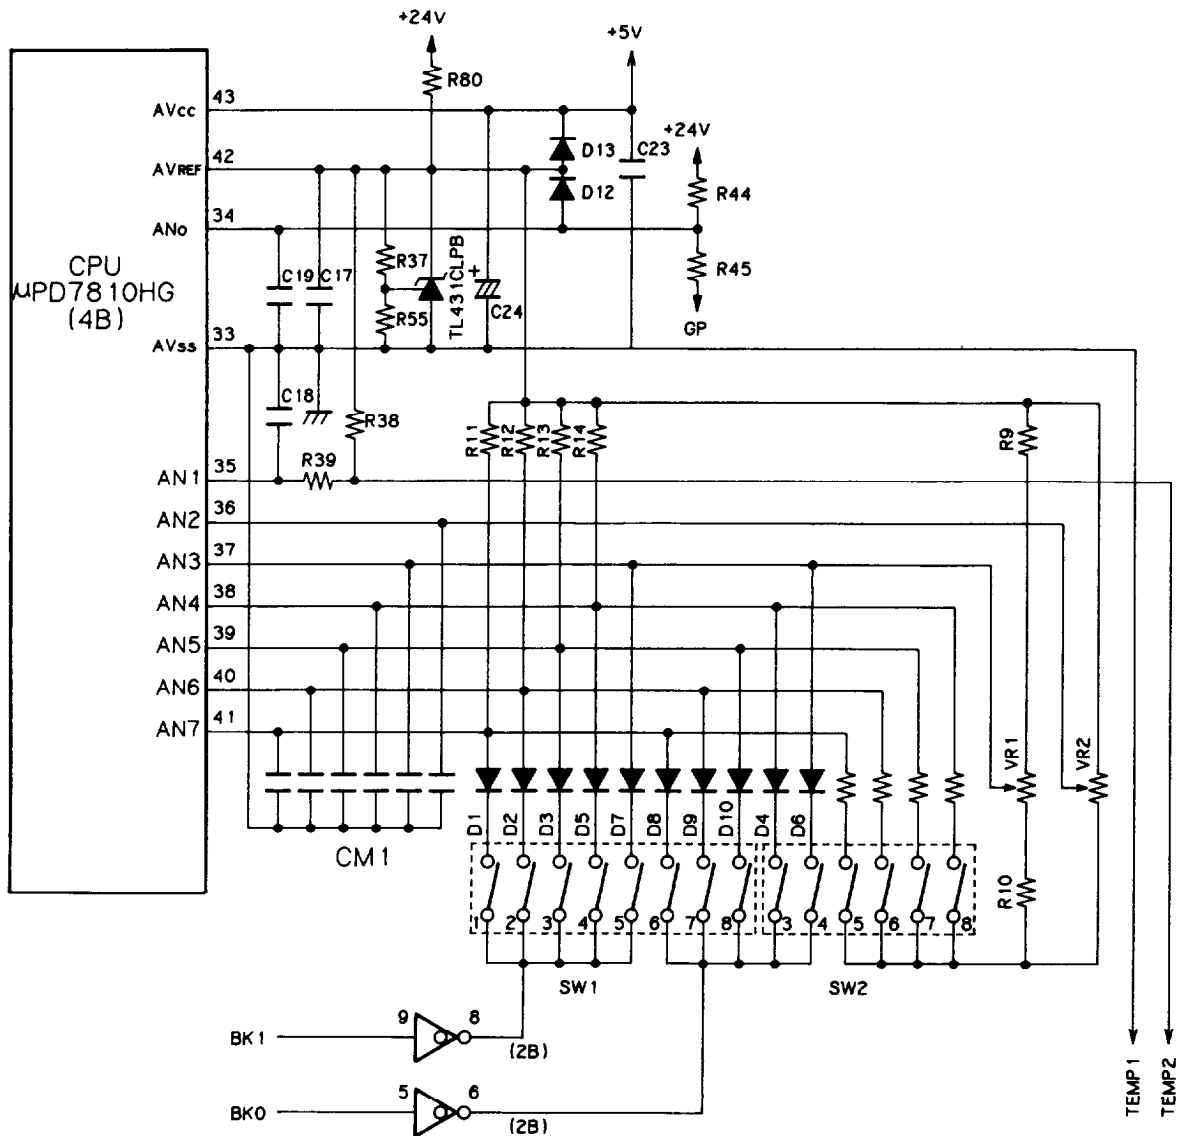 +24V
+5V
R80
AVcc 43
+24V
D13 C23
AVREF 42
D12
R44
ANo 34
R37
TL431CLPB
+
C19 C17
R45
CPU
μPD7810HG
(4B)
R55
C24
GP
AVss 33
C18
R38
R11 R12 R13 R14
R9
R39
AN1 35
AN2 36
AN3 37
AN4 38
AN5 39
AN6 40
AN7 41
VR1 VR2
D1 D2 D3 D5 D7 D8 D9 D10 D4 D6
CM1
R10
1 2 3 4 5 6 7 8 3 4 5 6 7 8
SW1 SW2
BK1 9 8
(2B)
BK0 5 6
(2B)
TEMP1 TEMP2